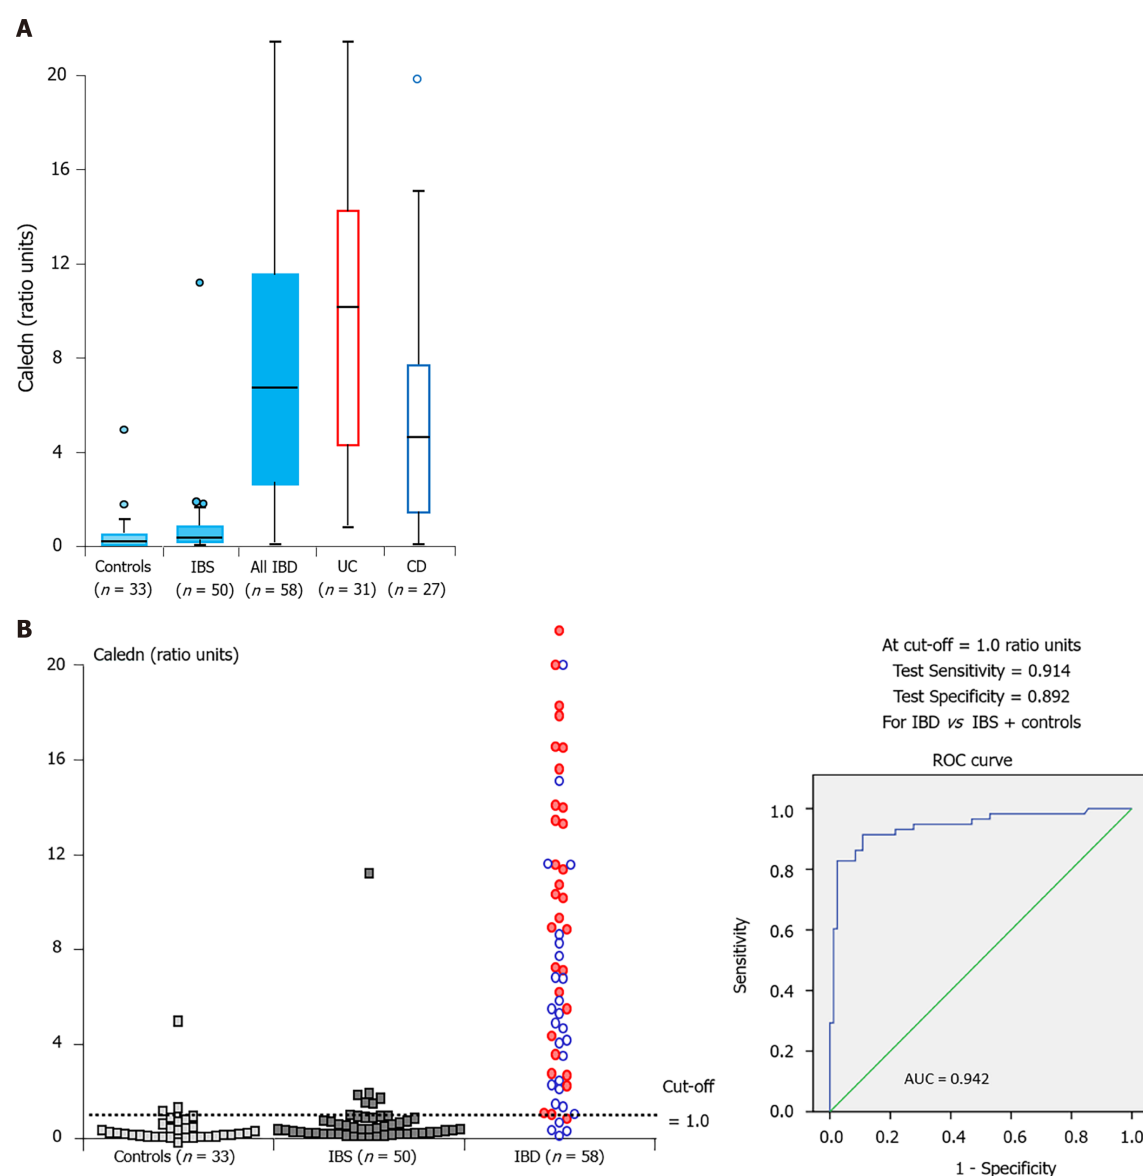 A
Caledn (ratio units)
20
16
12
8
4
0
Controls IBS All IBD UC CD
(n = 33) (n = 50) (n = 58) (n = 31) (n = 27)
B
Caledn (ratio units)
20
16
12
8
4
0
Cut-off
= 1.0
Controls (n = 33) IBS (n = 50) IBD (n = 58)
At cut-off = 1.0 ratio units
Test Sensitivity = 0.914
Test Specificity = 0.892
For IBD vs IBS + controls
ROC curve
Sensitivity
1.0
0.8
0.6
0.4
0.2
0.0
AUC = 0.942
0.0 0.2 0.4 0.6 0.8 1.0
1 - Specificity